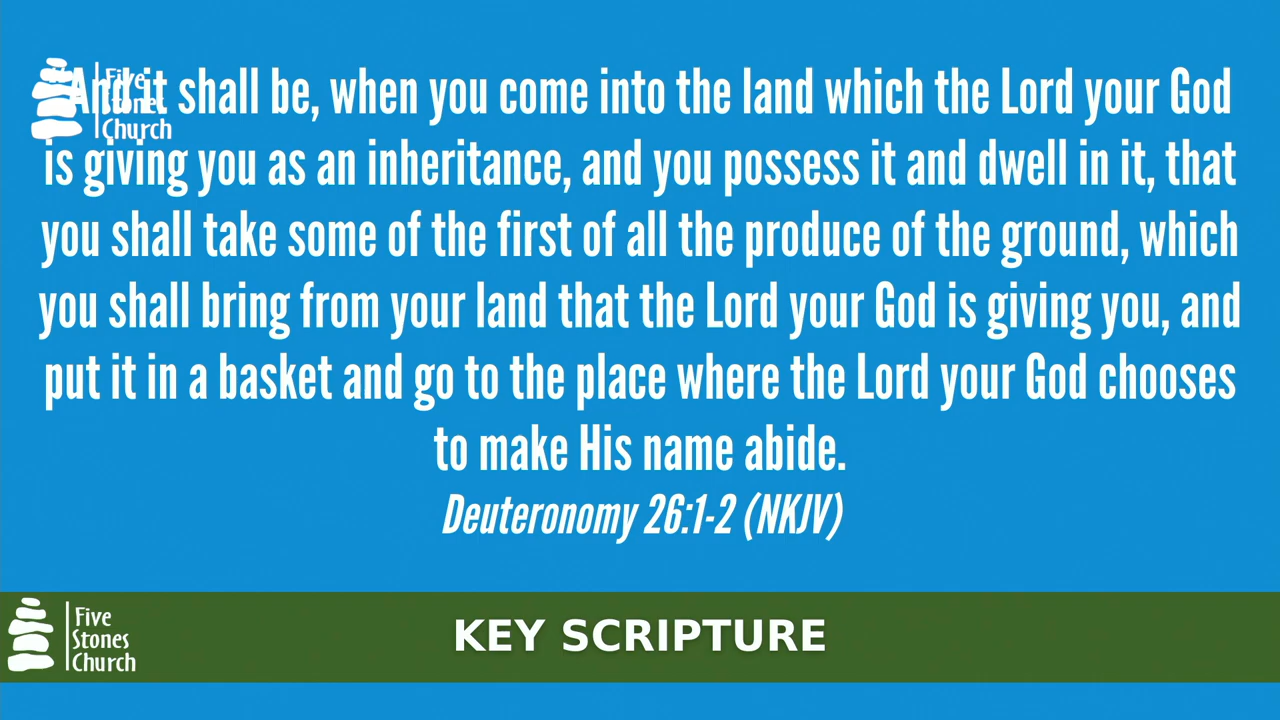 “And it shall be, when you come into the land which the Lord your God
is giving you as an inheritance, and you possess it and dwell in it, that
you shall take some of the first of all the produce of the ground, which
you shall bring from your land that the Lord your God is giving you, and
put it in a basket and go to the place where the Lord your God chooses
to make His name abide.
Deuteronomy 26:1-2 (NKJV)
Five
Stones
Church
KEY SCRIPTURE
Five
Stones
Church